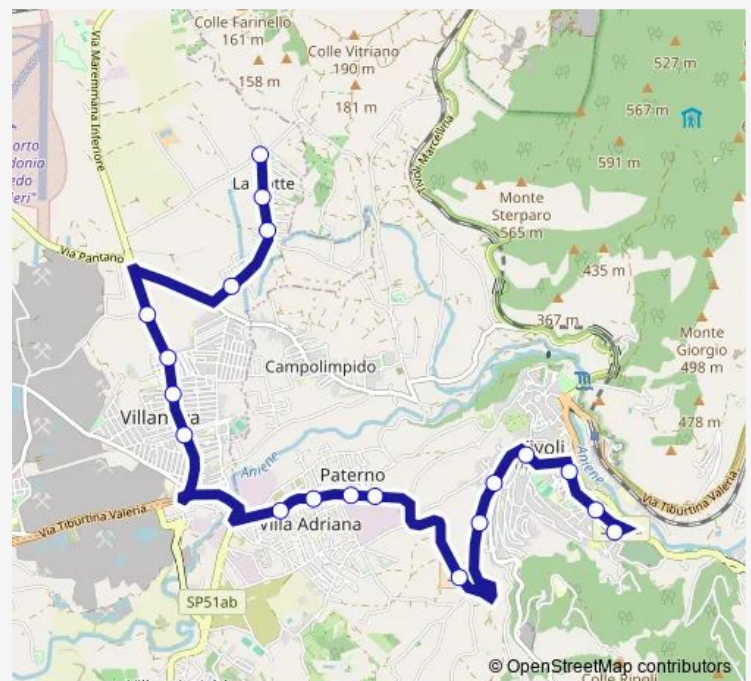 Colle Farinello
161 m
Colle Vitriano
190 m
158 m
181 m
527 m
567 m
591 m
Via Maremmana Inferiore
Tivoli-Marcellina
Monte
Sterparo
565 m
435 m
367 m
Monte
Giorgio
498 m
478 m
Via Pantano
Campolimpido
Aniene
Paterno
Villa Adriana
Via Tiburtina Valeria
Aniene
Via Tiburtina Valeria
SP51ab
© OpenStreetMap contributors